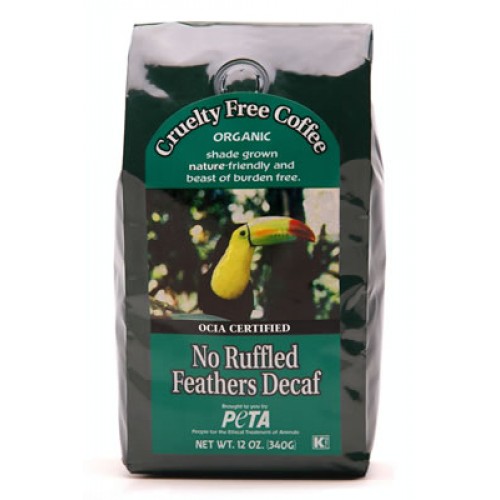 Cruelty Free Coffee
ORGANIC
shade grown
nature-friendly and
beast of burden free.
OCIA CERTIFIED
No Ruffled
Feathers Decaf
Brought to you by
PeTA
People for the Ethical Treatment of Animals
NET WT. 12 OZ. (340G)
K